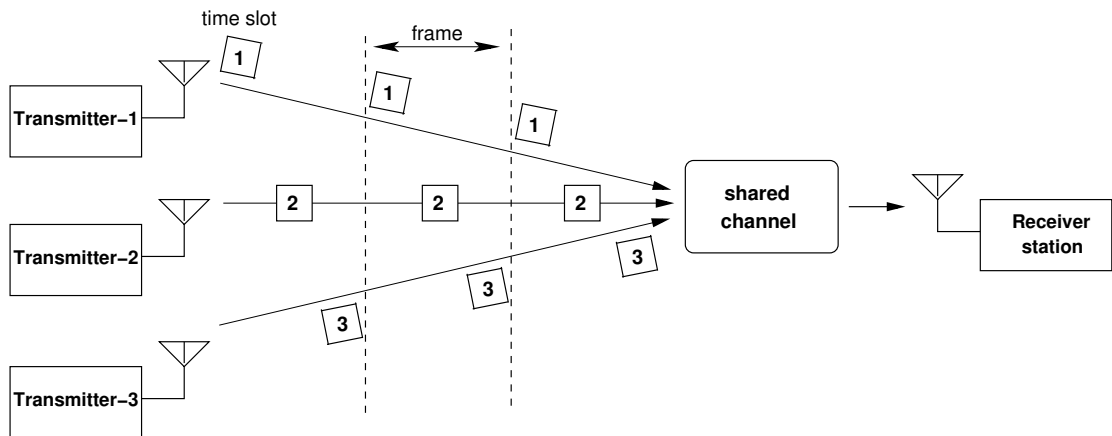 time slot
frame
1
1
1
Transmitter−1
2
2
2
shared
channel
Transmitter−2
Receiver
station
3
3
3
Transmitter−3